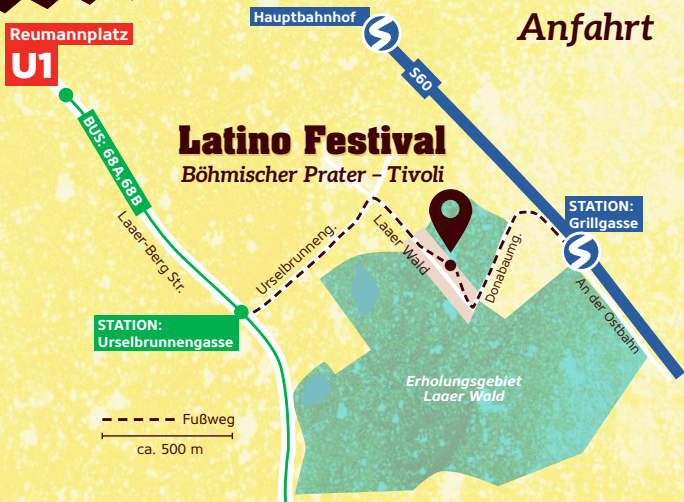 Anfahrt
Hauptbahnhof
Reumannplatz
U1
S60
BUS: 68A, 68B
Latino Festival
Böhmischer Prater – Tivoli
STATION:
Grillgasse
Laaer-Berg Str.
Urselbrunneng.
Laaer Wald
Donabaumg.
An der Ostbahn
STATION:
Urselbrunnengasse
Erholungsgebiet
Laaer Wald
Fußweg
ca. 500 m